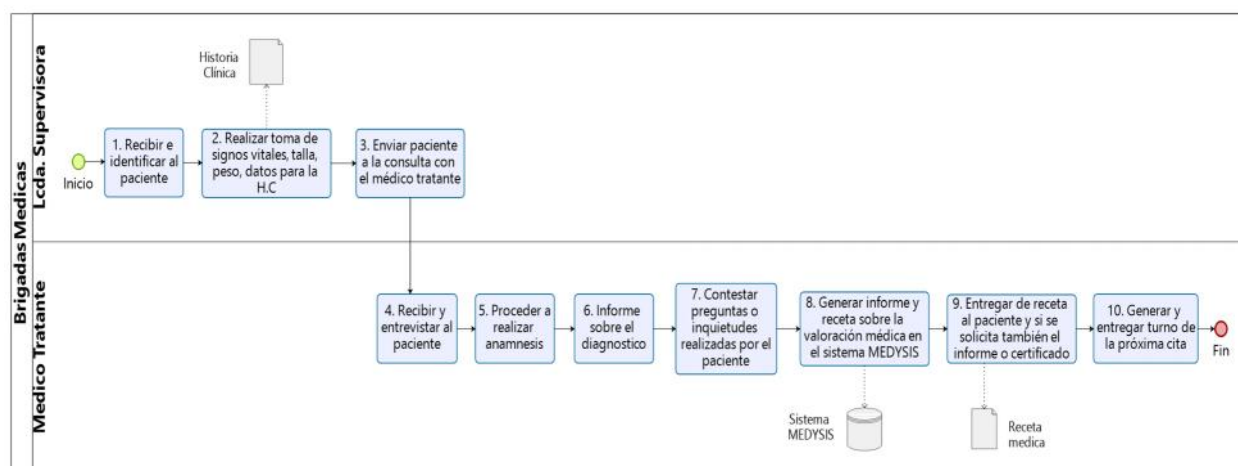 Brigadas Medicas
Lcda. Supervisora
Historia
Clínica
Inicio
1. Recibir e
identificar al
paciente
2. Realizar toma de
signos vitales, talla,
peso, datos para la
H.C
3. Enviar paciente
a la consulta con
el médico tratante
Medico Tratante
4. Recibir y
entrevistar al
paciente
5. Proceder a
realizar
anamnesis
6. Informe
sobre el
diagnostico
7. Contestar
preguntas o
inquietudes
realizadas por el
paciente
8. Generar informe y
receta sobre la
valoración médica en
el sistema MEDYSIS
9. Entregar de receta
al paciente y si se
solicita también el
informe o certificado
10. Generar y
entregar turno de
la próxima cita
Fin
Sistema
MEDYSIS
Receta
medica